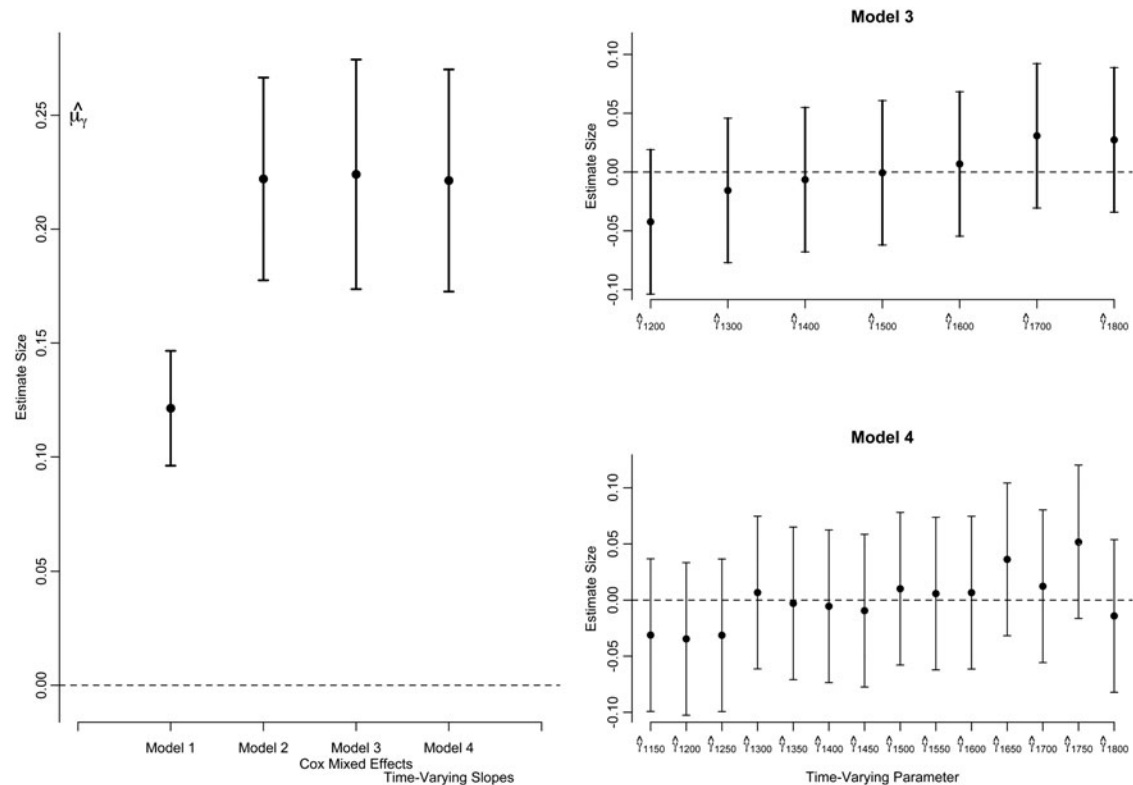 μ̂γ
Estimate Size
0.00 0.05 0.10 0.15 0.20 0.25
Model 1 Model 2 Model 3 Model 4
Cox Mixed Effects
Time-Varying Slopes
Model 3
Estimate Size
-0.10 -0.05 0.00 0.05 0.10
γ̂1200 γ̂1300 γ̂1400 γ̂1500 γ̂1600 γ̂1700 γ̂1800
Model 4
Estimate Size
-0.10 -0.05 0.00 0.05 0.10
γ̂1150 γ̂1200 γ̂1250 γ̂1300 γ̂1350 γ̂1400 γ̂1450 γ̂1500 γ̂1550 γ̂1600 γ̂1650 γ̂1700 γ̂1750 γ̂1800
Time-Varying Parameter